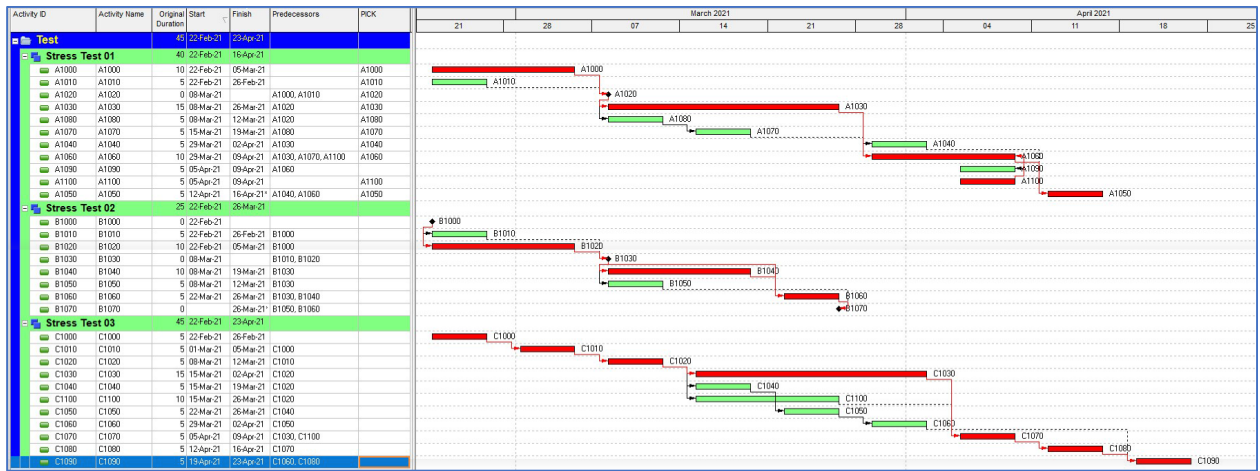 Activity ID Activity Name Original Duration Start Finish Predecessors PICK March 2021 April 2021
21 28 07 14 21 28 04 11 18 25
Test 45 22-Feb-21 23-Apr-21
Stress Test 01 40 22-Feb-21 16-Apr-21
A1000 A1000 10 22-Feb-21 05-Mar-21 A1000 A1000
A1010 A1010 5 22-Feb-21 26-Feb-21 A1010 A1010
A1020 A1020 0 08-Mar-21 A1000, A1010 A1020 A1020
A1030 A1030 15 08-Mar-21 26-Mar-21 A1020 A1030 A1030
A1080 A1080 5 08-Mar-21 12-Mar-21 A1020 A1080 A1080
A1070 A1070 5 15-Mar-21 19-Mar-21 A1080 A1070 A1070
A1040 A1040 5 29-Mar-21 02-Apr-21 A1030 A1040 A1040
A1060 A1060 10 29-Mar-21 09-Apr-21 A1030, A1070, A1100 A1060 A1060
A1090 A1090 5 05-Apr-21 09-Apr-21 A1060 A1090
A1100 A1100 5 05-Apr-21 09-Apr-21 A1100 A1100
A1050 A1050 5 12-Apr-21 16-Apr-21* A1040, A1060 A1050 A1050
Stress Test 02 25 22-Feb-21 26-Mar-21
B1000 B1000 0 22-Feb-21 B1000
B1010 B1010 5 22-Feb-21 26-Feb-21 B1000 B1010
B1020 B1020 10 22-Feb-21 05-Mar-21 B1000 B1020
B1030 B1030 0 08-Mar-21 B1010, B1020 B1030
B1040 B1040 10 08-Mar-21 19-Mar-21 B1030 B1040
B1050 B1050 5 08-Mar-21 12-Mar-21 B1030 B1050
B1060 B1060 5 22-Mar-21 26-Mar-21 B1030, B1040 B1060
B1070 B1070 0 26-Mar-21* B1050, B1060 B1070
Stress Test 03 45 22-Feb-21 23-Apr-21
C1000 C1000 5 22-Feb-21 26-Feb-21 C1000
C1010 C1010 5 01-Mar-21 05-Mar-21 C1000 C1010
C1020 C1020 5 08-Mar-21 12-Mar-21 C1010 C1020
C1030 C1030 15 15-Mar-21 02-Apr-21 C1020 C1030
C1040 C1040 5 15-Mar-21 19-Mar-21 C1020 C1040
C1100 C1100 10 15-Mar-21 26-Mar-21 C1020 C1100
C1050 C1050 5 22-Mar-21 26-Mar-21 C1040 C1050
C1060 C1060 5 29-Mar-21 02-Apr-21 C1050 C1060
C1070 C1070 5 05-Apr-21 09-Apr-21 C1030, C1100 C1070
C1080 C1080 5 12-Apr-21 16-Apr-21 C1070 C1080
C1090 C1090 5 19-Apr-21 23-Apr-21 C1060, C1080 C1090